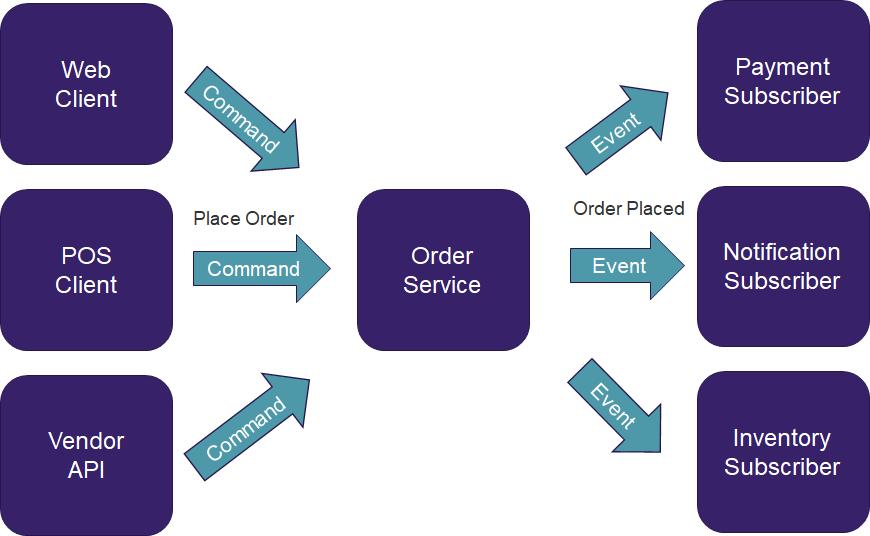 Web
Client
Command
Event
Payment
Subscriber
POS
Client
Place Order
Command
Order
Service
Order Placed
Event
Notification
Subscriber
Vendor
API
Command
Event
Inventory
Subscriber